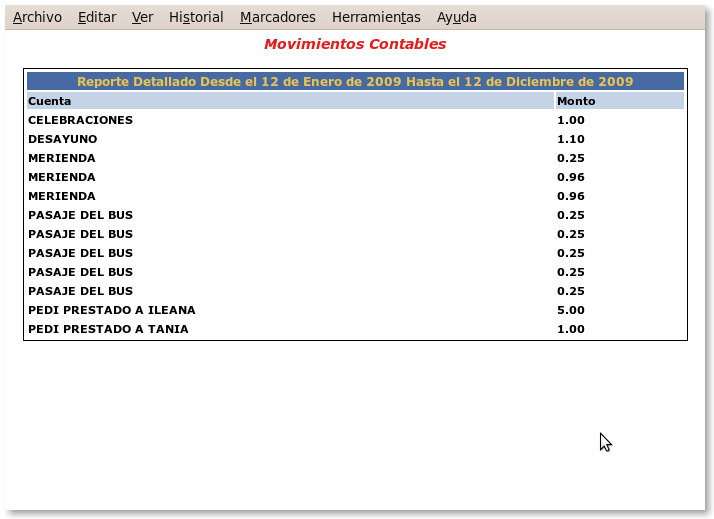 Archivo Editar Ver Historial Marcadores Herramientas Ayuda
Movimientos Contables
Reporte Detallado Desde el 12 de Enero de 2009 Hasta el 12 de Diciembre de 2009
Cuenta Monto
CELEBRACIONES 1.00
DESAYUNO 1.10
MERIENDA 0.25
MERIENDA 0.96
MERIENDA 0.96
PASAJE DEL BUS 0.25
PASAJE DEL BUS 0.25
PASAJE DEL BUS 0.25
PASAJE DEL BUS 0.25
PASAJE DEL BUS 0.25
PEDI PRESTADO A ILEANA 5.00
PEDI PRESTADO A TANIA 1.00